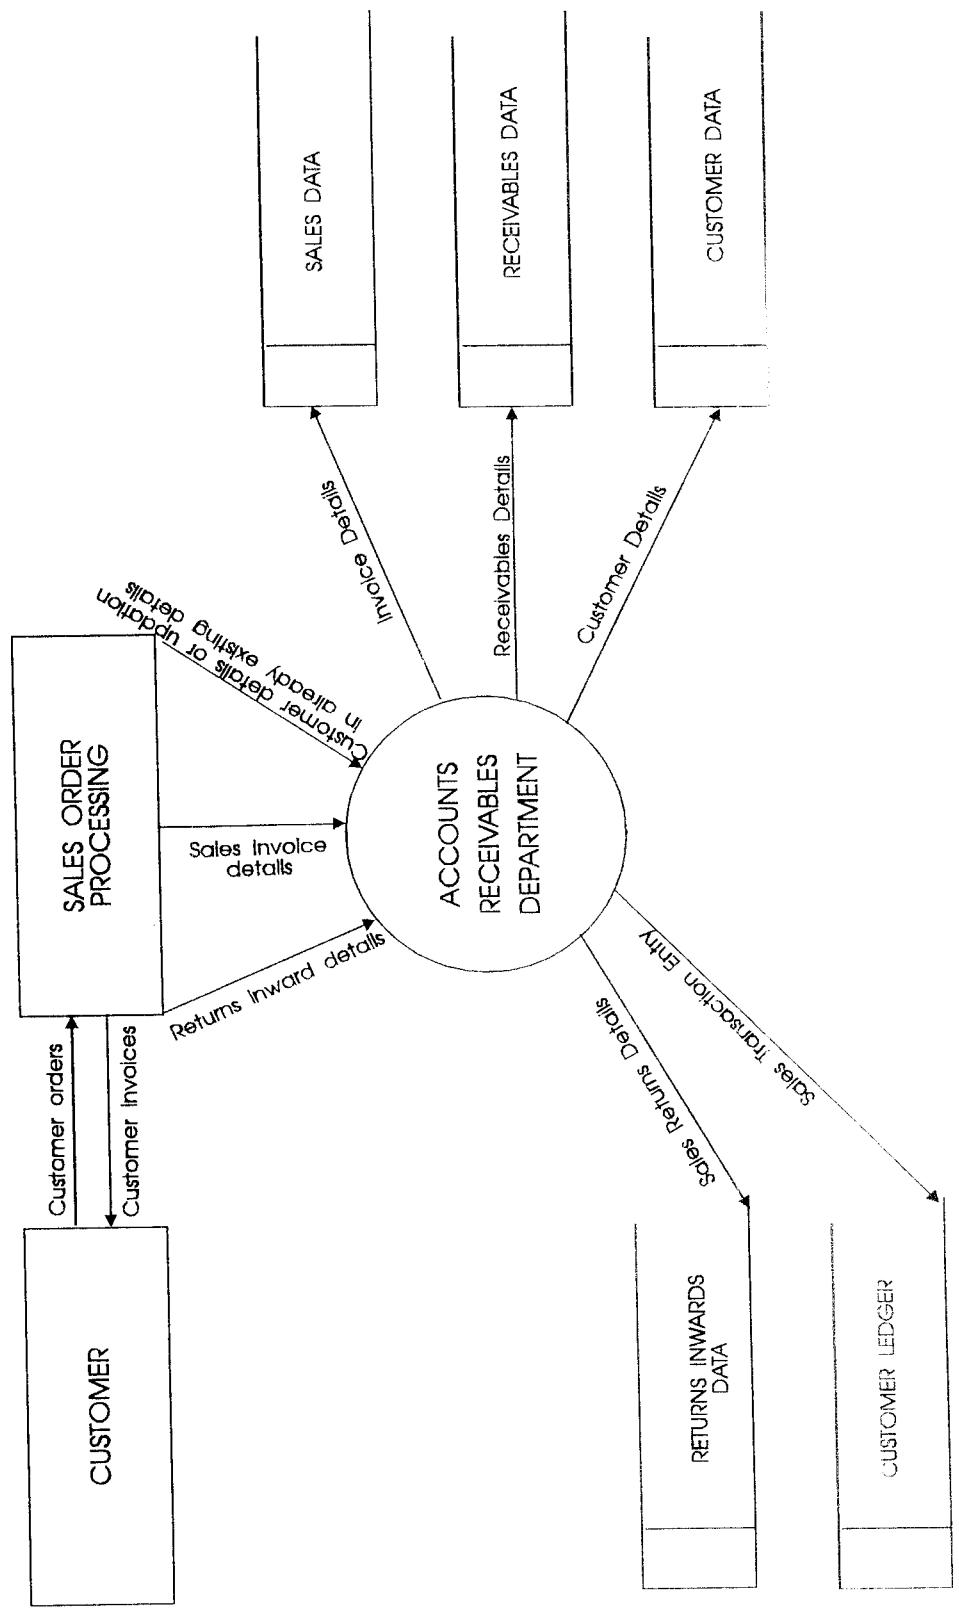 CUSTOMER
Customer orders
Customer Invoices
SALES ORDER
PROCESSING
Returns Inward details
Sales Invoice
details
Customer details or updation
in already existing details
ACCOUNTS
RECEIVABLES
DEPARTMENT
Invoice Details
Receivables Details
Customer Details
SALES DATA
RECEIVABLES DATA
CUSTOMER DATA
Sales Returns Details
Sales Transaction Entry
RETURNS INWARDS
DATA
CUSTOMER LEDGER